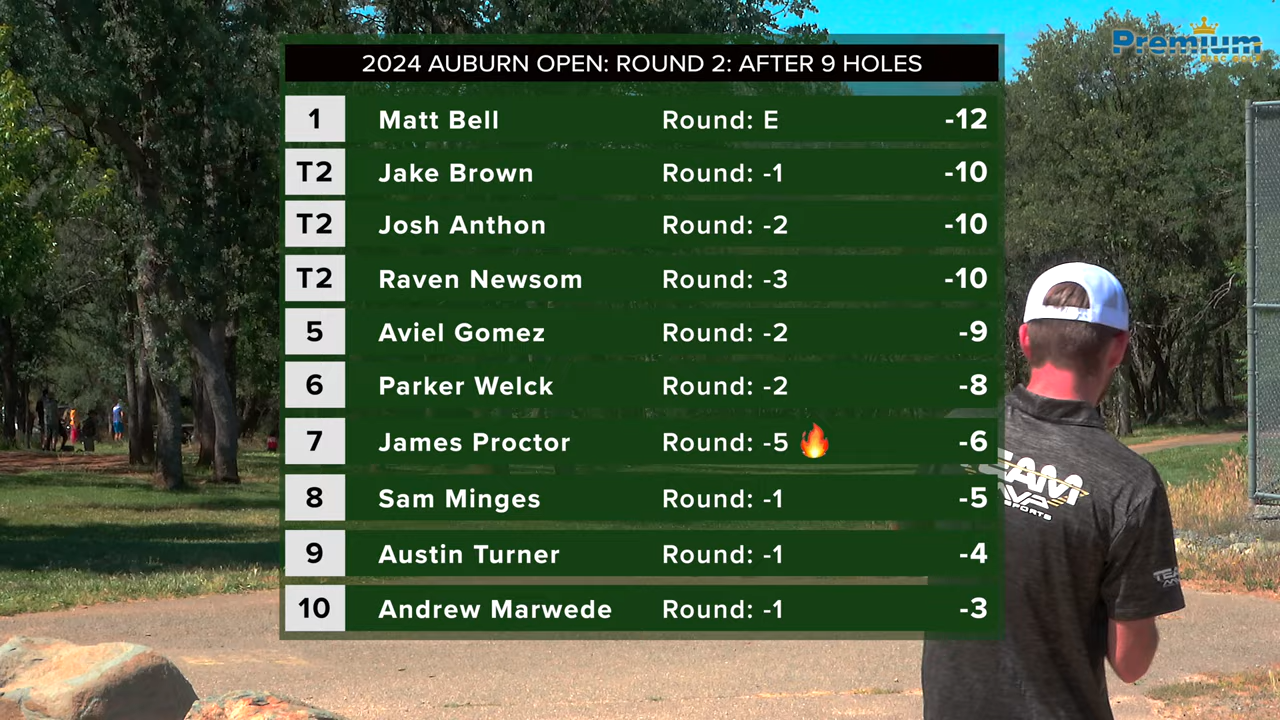 Premium
DISC GOLF
2024 AUBURN OPEN: ROUND 2: AFTER 9 HOLES
1 Matt Bell Round: E -12
T2 Jake Brown Round: -1 -10
T2 Josh Anthon Round: -2 -10
T2 Raven Newsom Round: -3 -10
5 Aviel Gomez Round: -2 -9
6 Parker Welck Round: -2 -8
7 James Proctor Round: -5 🔥 -6
8 Sam Minges Round: -1 -5
9 Austin Turner Round: -1 -4
10 Andrew Marwede Round: -1 -3
TEAM